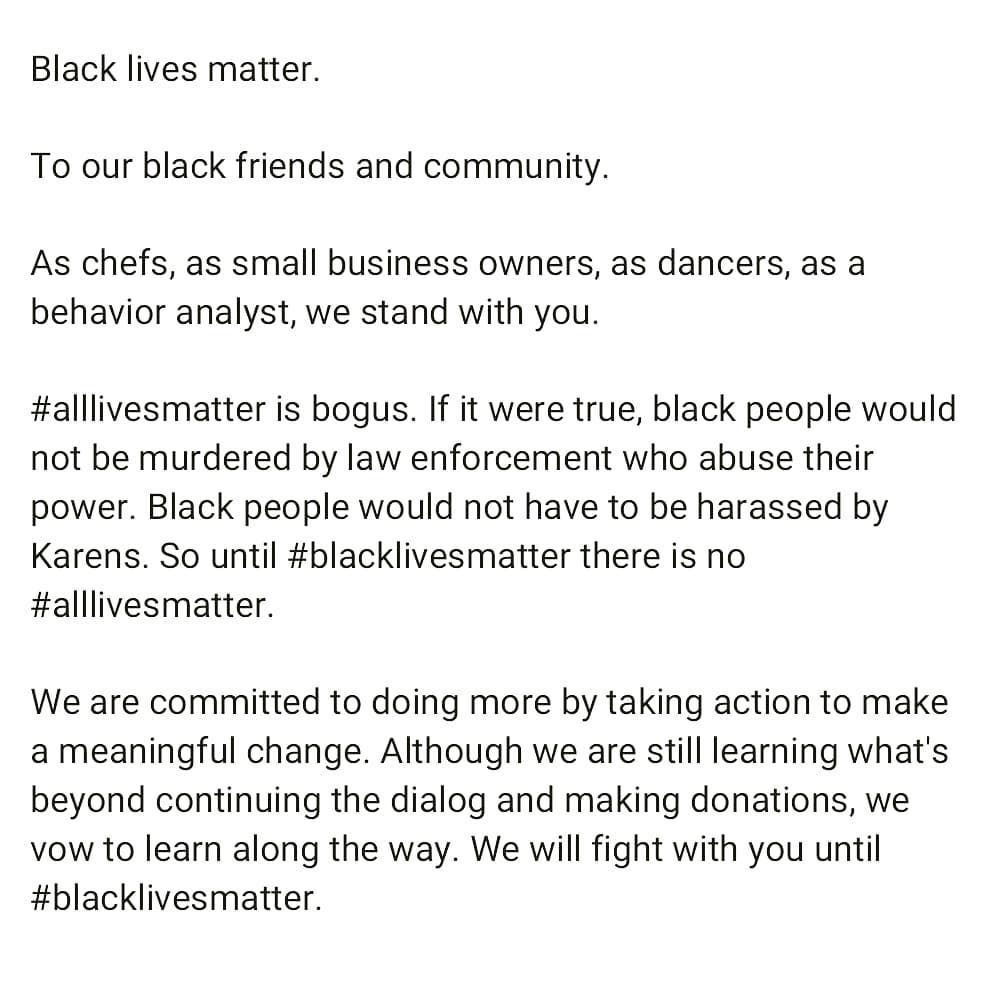 Black lives matter.
To our black friends and community.
As chefs, as small business owners, as dancers, as a
behavior analyst, we stand with you.
#alllivesmatter is bogus. If it were true, black people would
not be murdered by law enforcement who abuse their
power. Black people would not have to be harassed by
Karens. So until #blacklivesmatter there is no
#alllivesmatter.
We are committed to doing more by taking action to make
a meaningful change. Although we are still learning what's
beyond continuing the dialog and making donations, we
vow to learn along the way. We will fight with you until
#blacklivesmatter.